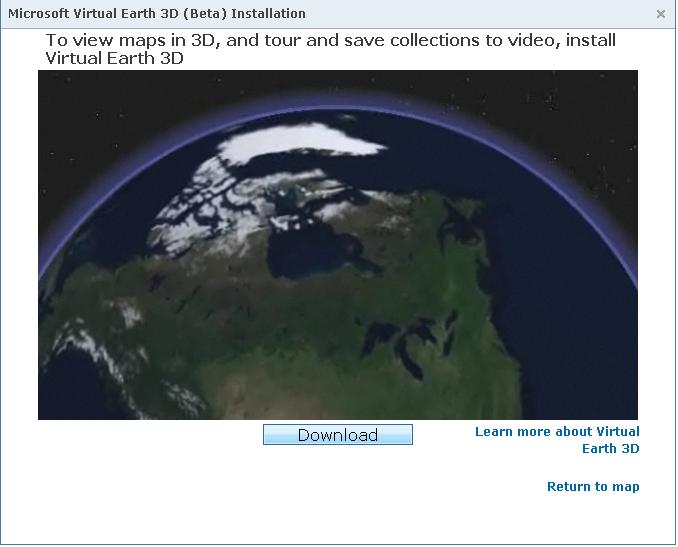 Microsoft Virtual Earth 3D (Beta) Installation
To view maps in 3D, and tour and save collections to video, install
Virtual Earth 3D
Download
Learn more about Virtual
Earth 3D
Return to map